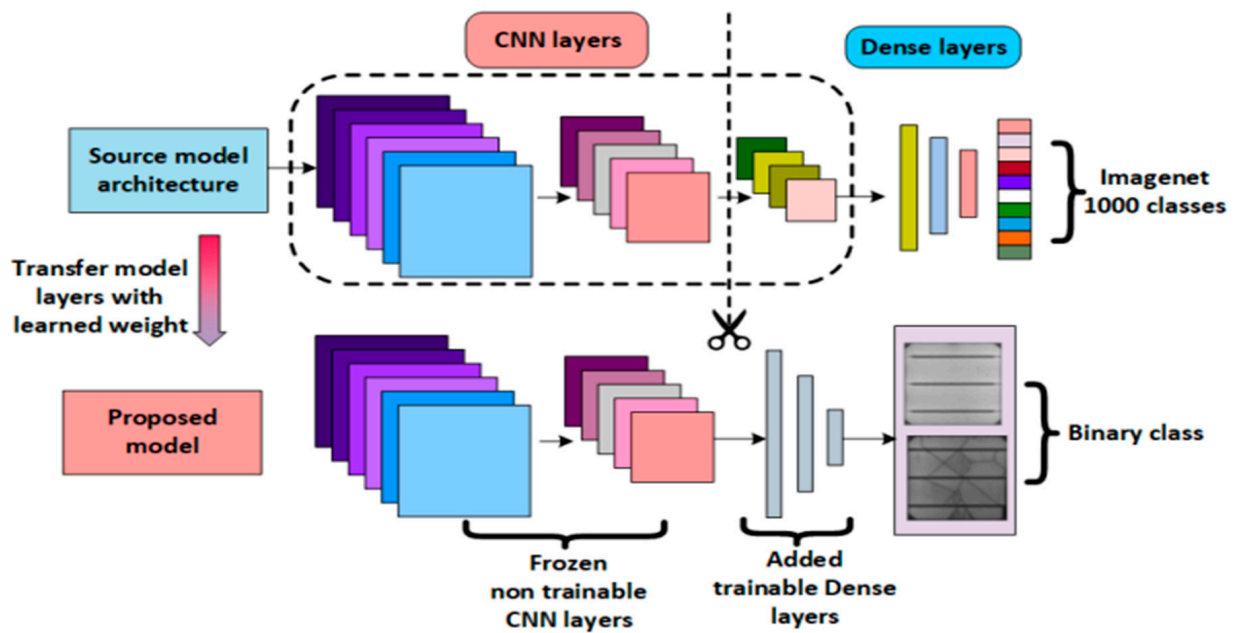 CNN layers
Dense layers
Source model
architecture
Imagenet
1000 classes
Transfer model
layers with
learned weight
Proposed
model
Binary class
Frozen
non trainable
CNN layers
Added
trainable Dense
layers